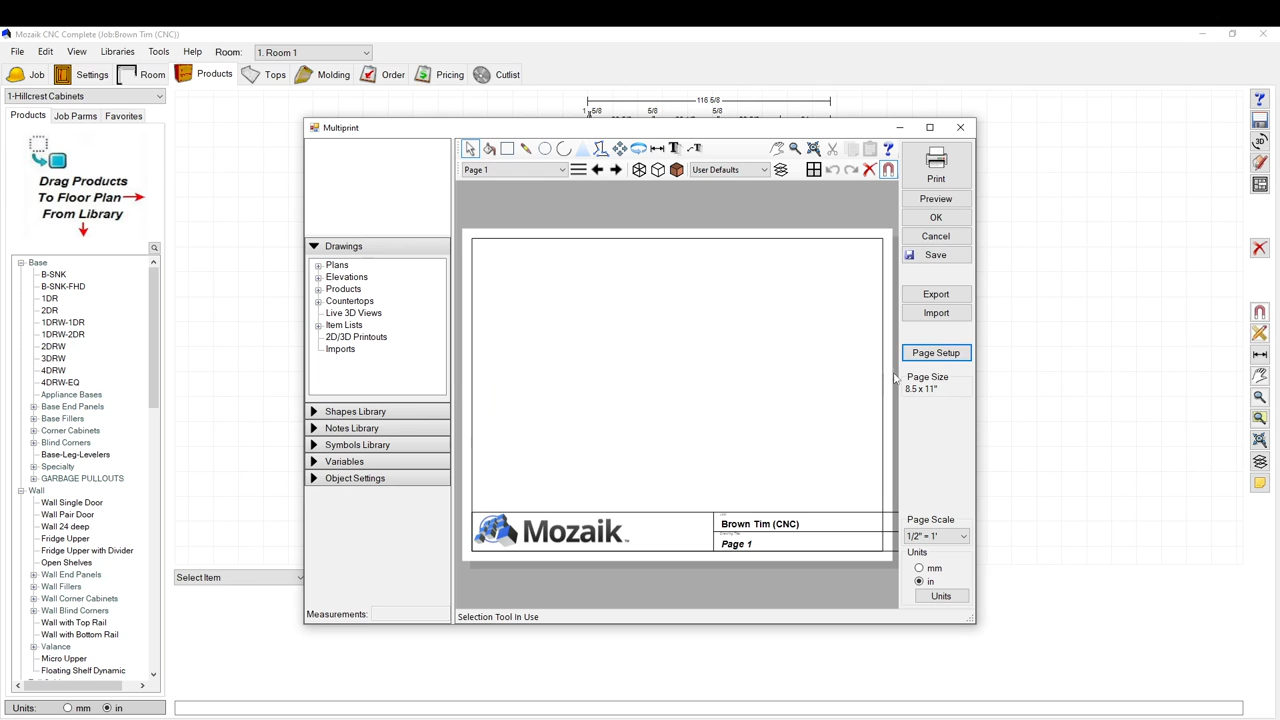 Mozaik CNC Complete (Job:Brown Tim (CNC))
File Edit View Libraries Tools Help Room: 1. Room 1
Job Settings Room Products Tops Molding Order Pricing Cutlist
1-Hillcrest Cabinets
Products Job Parms Favorites
Drag Products
To Floor Plan
From Library
Base
B-SNK
B-SNK-FHD
1DR
2DR
1DRW-1DR
1DRW-2DR
2DRW
3DRW
4DRW
4DRW-EQ
Appliance Bases
Base End Panels
Base Fillers
Corner Cabinets
Blind Corners
Base-Leg-Levelers
Specialty
GARBAGE PULLOUTS
Wall
Wall Single Door
Wall Pair Door
Wall 24 deep
Fridge Upper
Fridge Upper with Divider
Open Shelves
Wall End Panels
Wall Fillers
Wall Corner Cabinets
Wall Blind Corners
Wall with Top Rail
Wall with Bottom Rail
Valance
Micro Upper
Floating Shelf Dynamic
Units: mm in
116 5/8
5/8 5/8 5/8
Select Item
Multiprint
Page 1 User Defaults
Drawings
Plans
Elevations
Products
Countertops
Live 3D Views
Item Lists
2D/3D Printouts
Imports
Shapes Library
Notes Library
Symbols Library
Variables
Object Settings
Measurements:
Mozaik
Brown Tim (CNC)
Page 1
Selection Tool In Use
Print
Preview
OK
Cancel
Save
Export
Import
Page Setup
Page Size
8.5 x 11"
Page Scale
1/2" = 1'
Units
mm
in
Units
3D